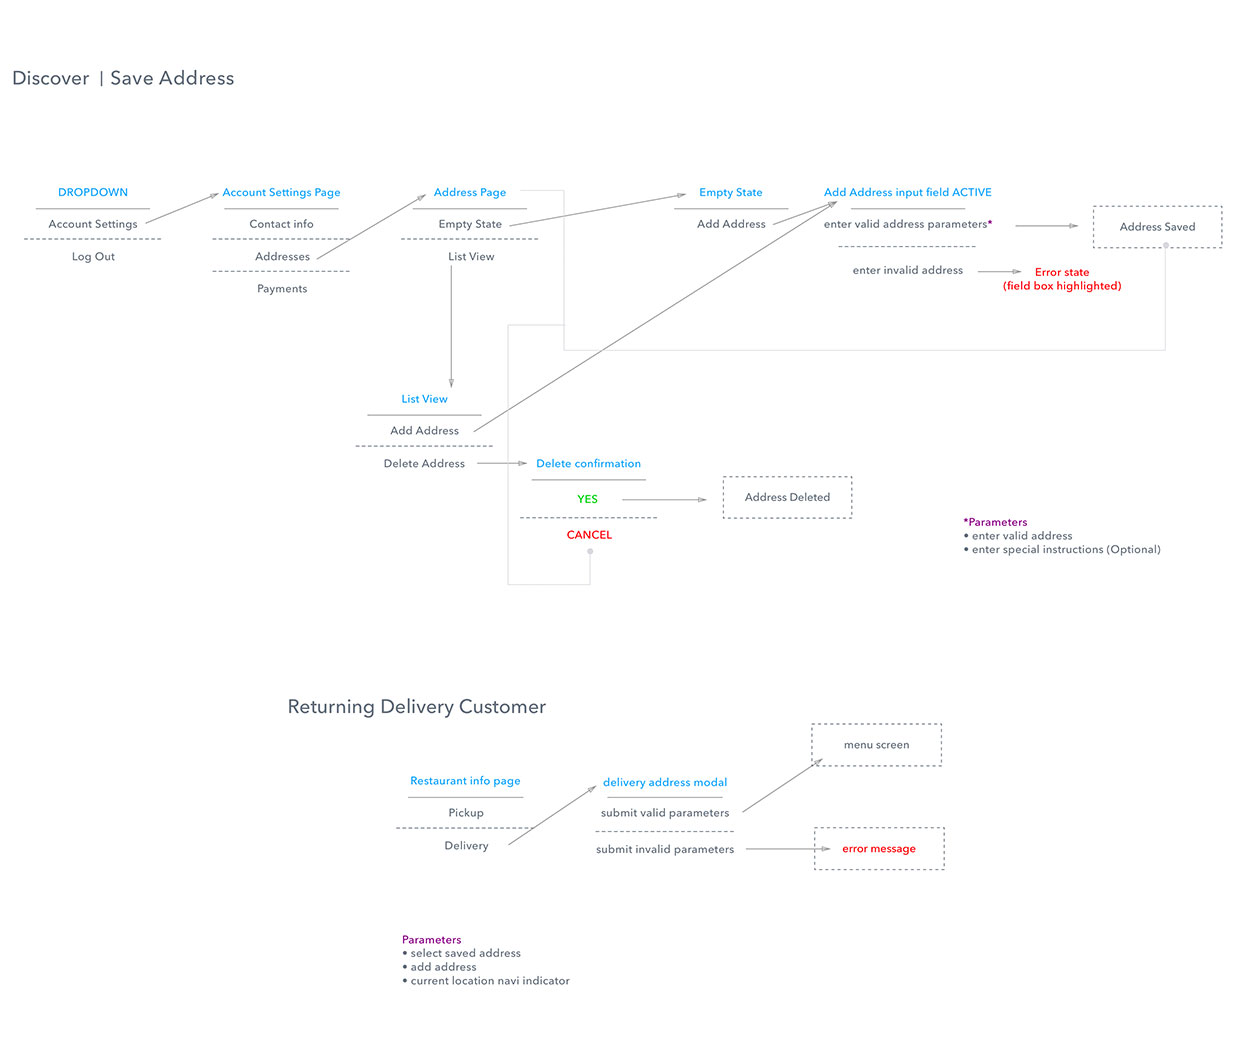 Discover | Save Address
DROPDOWN
Account Settings
Log Out
Account Settings Page
Contact info
Addresses
Payments
Address Page
Empty State
List View
Empty State
Add Address
Add Address input field ACTIVE
enter valid address parameters*
enter invalid address
Address Saved
Error state
(field box highlighted)
List View
Add Address
Delete Address
Delete confirmation
YES
CANCEL
Address Deleted
*Parameters
• enter valid address
• enter special instructions (Optional)
Returning Delivery Customer
Restaurant info page
Pickup
Delivery
delivery address modal
submit valid parameters
submit invalid parameters
menu screen
error message
Parameters
• select saved address
• add address
• current location navi indicator